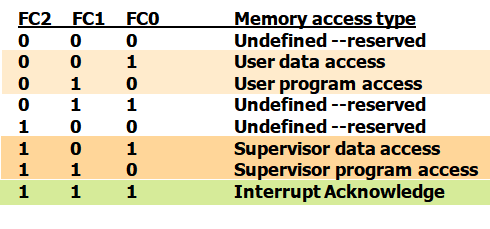 FC2 FC1 FC0 Memory access type
0 0 0 Undefined --reserved
0 0 1 User data access
0 1 0 User program access
0 1 1 Undefined --reserved
1 0 0 Undefined --reserved
1 0 1 Supervisor data access
1 1 0 Supervisor program access
1 1 1 Interrupt Acknowledge